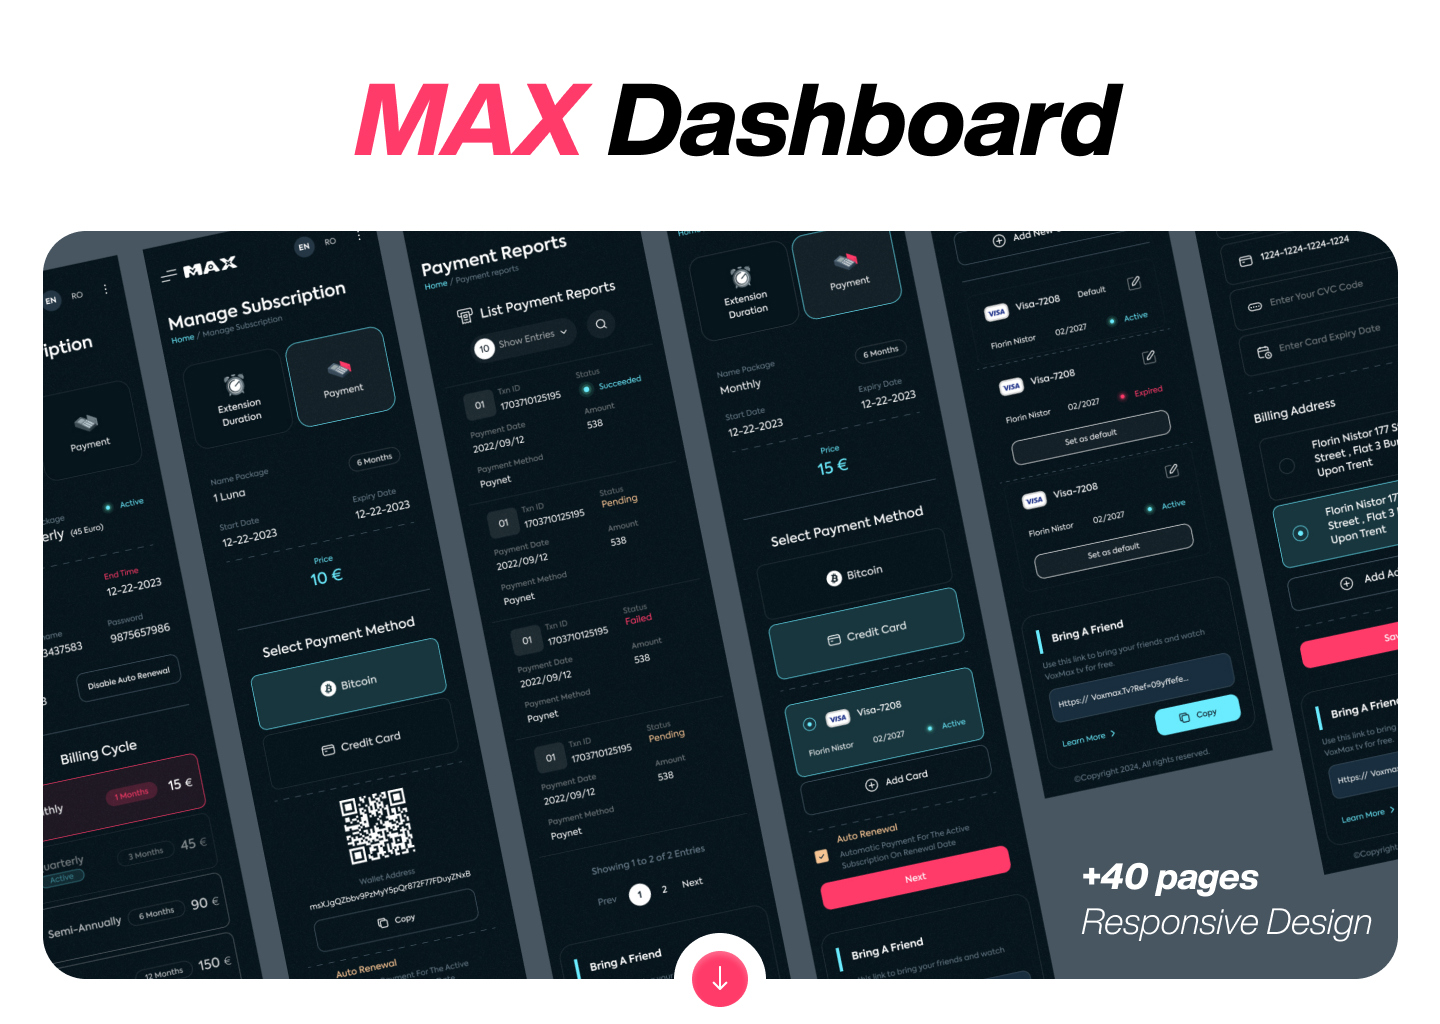 MAX Dashboard
EN RO
iption
Payment
Active
ckage
erly (45 Euro)
End Time
12-22-2023
name
Password
3437583
9875657986
Disable Auto Renewal
Billing Cycle
thly 1 Months 15 €
uarterly 3 Months 45 €
Active
Semi-Annually 6 Months 90 €
12 Months 150 €
MAX EN RO
Manage Subscription
Home / Manage Subscription
Extension Duration
Payment
Name Package
6 Months
1 Luna
Start Date
Expiry Date
12-22-2023
12-22-2023
Price
10 €
Select Payment Method
Bitcoin
Credit Card
Wallet Address
msXJgQZbbv9PzMyY5pQr872F77FDuyZNxB
Copy
Auto Renewal
yment For The Active
Payment Reports
Home / Payment reports
List Payment Reports
10 Show Entries
01
Txn ID
1703710125195
Status
Succeeded
Payment Date
2022/09/12
Amount
538
Payment Method
Paynet
01
Txn ID
1703710125195
Status
Pending
Payment Date
2022/09/12
Amount
538
Payment Method
Paynet
01
Txn ID
1703710125195
Status
Failed
Payment Date
2022/09/12
Amount
538
Payment Method
Paynet
01
Txn ID
1703710125195
Status
Pending
Payment Date
2022/09/12
Amount
538
Payment Method
Paynet
Showing 1 to 2 of 2 Entries
Prev 1 2 Next
Bring A Friend
Home
Extension Duration
Payment
Name Package
6 Months
Monthly
Start Date
Expiry Date
12-22-2023
12-22-2023
Price
15 €
Select Payment Method
Bitcoin
Credit Card
VISA Visa-7208
Florin Nistor 02/2027 Active
Add Card
Auto Renewal
Automatic Payment For The Active
Subscription On Renewal Date
Next
Bring A Friend
this link to bring your friends and watch
Add New
VISA Visa-7208 Default
Florin Nistor 02/2027 Active
VISA Visa-7208
Florin Nistor 02/2027 Expired
Set as default
VISA Visa-7208
Florin Nistor 02/2027 Active
Set as default
Bring A Friend
Use this link to bring your friends and watch
VoxMax tv for free.
Https:// Voxmax.Tv?Ref=09yffefe...
Learn More
Copy
©Copyright 2024, All rights reserved.
1224-1224-1224-1224
Enter Your CVC Code
Enter Card Expiry Date
Billing Address
Florin Nistor 177 S
Street , Flat 3 Bu
Upon Trent
Florin Nistor 17
Street , Flat 3
Upon Trent
Add Ad
Sav
Bring A Frien
Use this link to bring
VoxMax tv for free.
Https:// Voxma
Learn More
©Copyright
+40 pages
Responsive Design